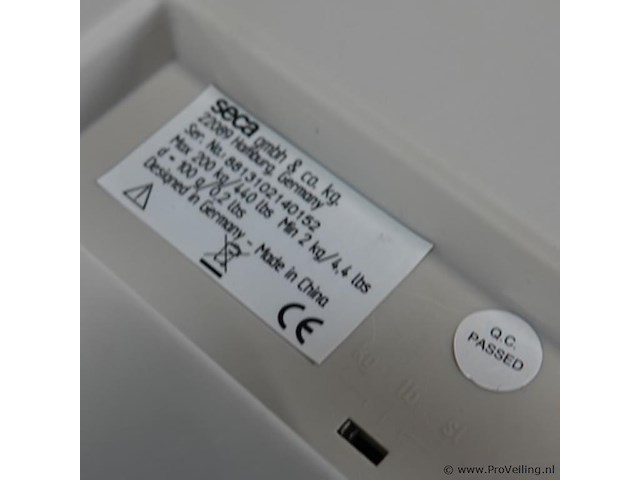 seca gmbh & co. kg.
22089 Hamburg, Germany
Ser. No.: 8813102140152
Max 200 kg/440 lbs Min 2 kg/4,4 lbs
d = 100 g/0,2 lbs
Designed in Germany - Made in China
CE
Q.C.
PASSED
© www.ProVeiling.nl